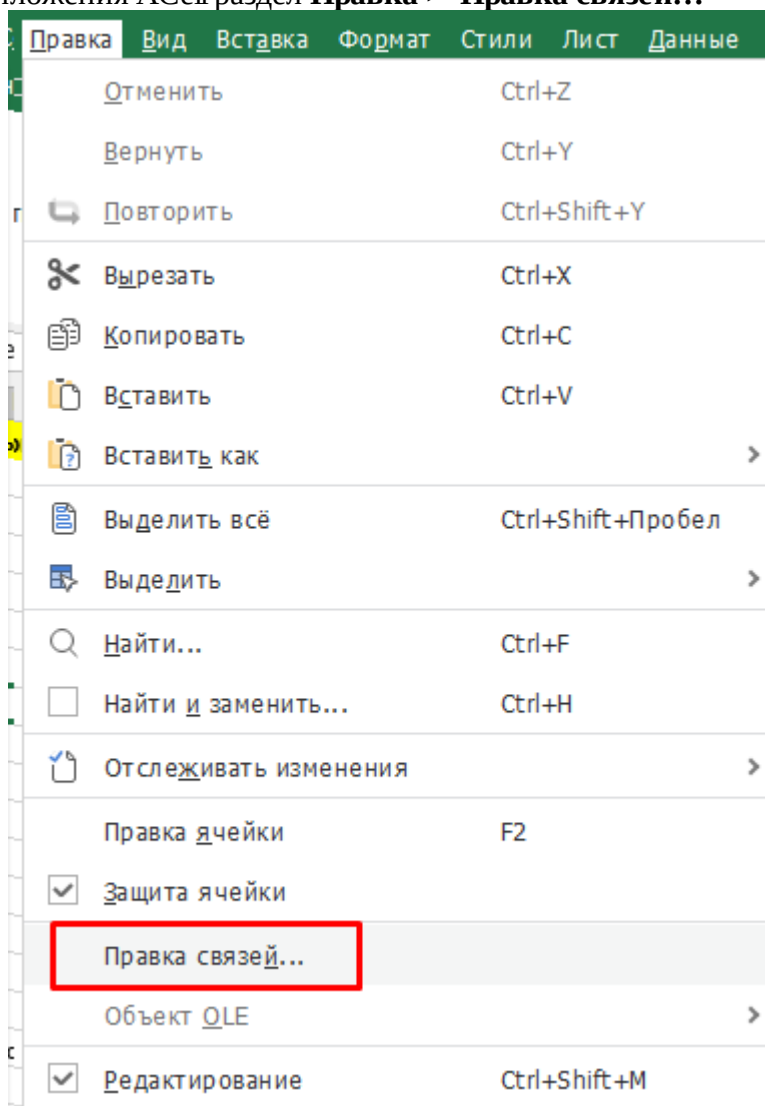 раздел Правка > Правка связей...
Правка Вид Вставка Формат Стили Лист Данные
Отменить Ctrl+Z
Вернуть Ctrl+Y
Повторить Ctrl+Shift+Y
Вырезать Ctrl+X
Копировать Ctrl+C
Вставить Ctrl+V
Вставить как
Выделить всё Ctrl+Shift+Пробел
Выделить
Найти... Ctrl+F
Найти и заменить... Ctrl+H
Отслеживать изменения
Правка ячейки F2
Защита ячейки
Правка связей...
Объект OLE
Редактирование Ctrl+Shift+M